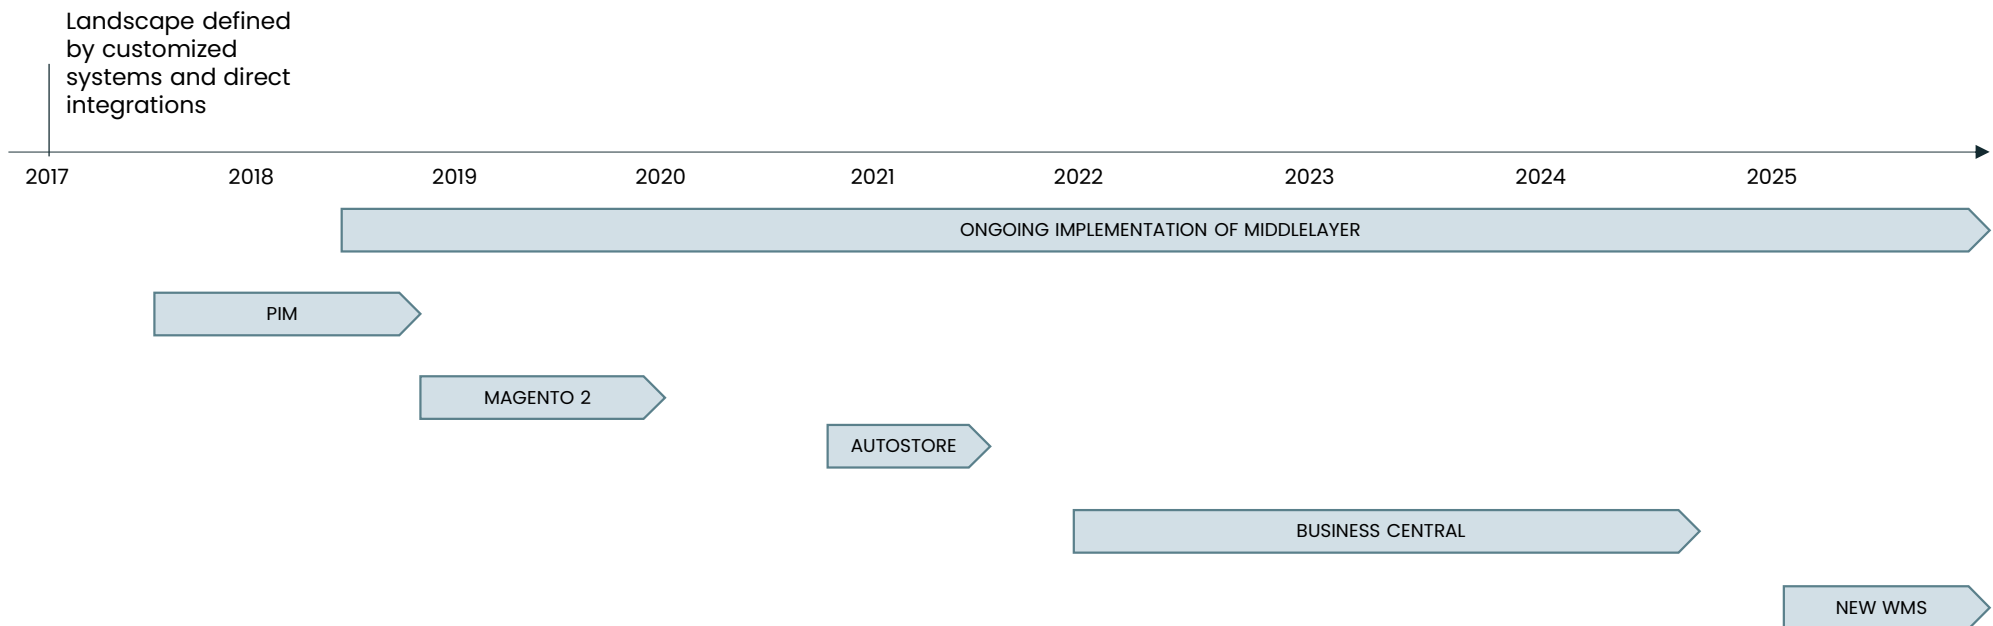 Landscape defined
by customized
systems and direct
integrations
2017 2018 2019 2020 2021 2022 2023 2024 2025
ONGOING IMPLEMENTATION OF MIDDLELAYER
PIM
MAGENTO 2
AUTOSTORE
BUSINESS CENTRAL
NEW WMS